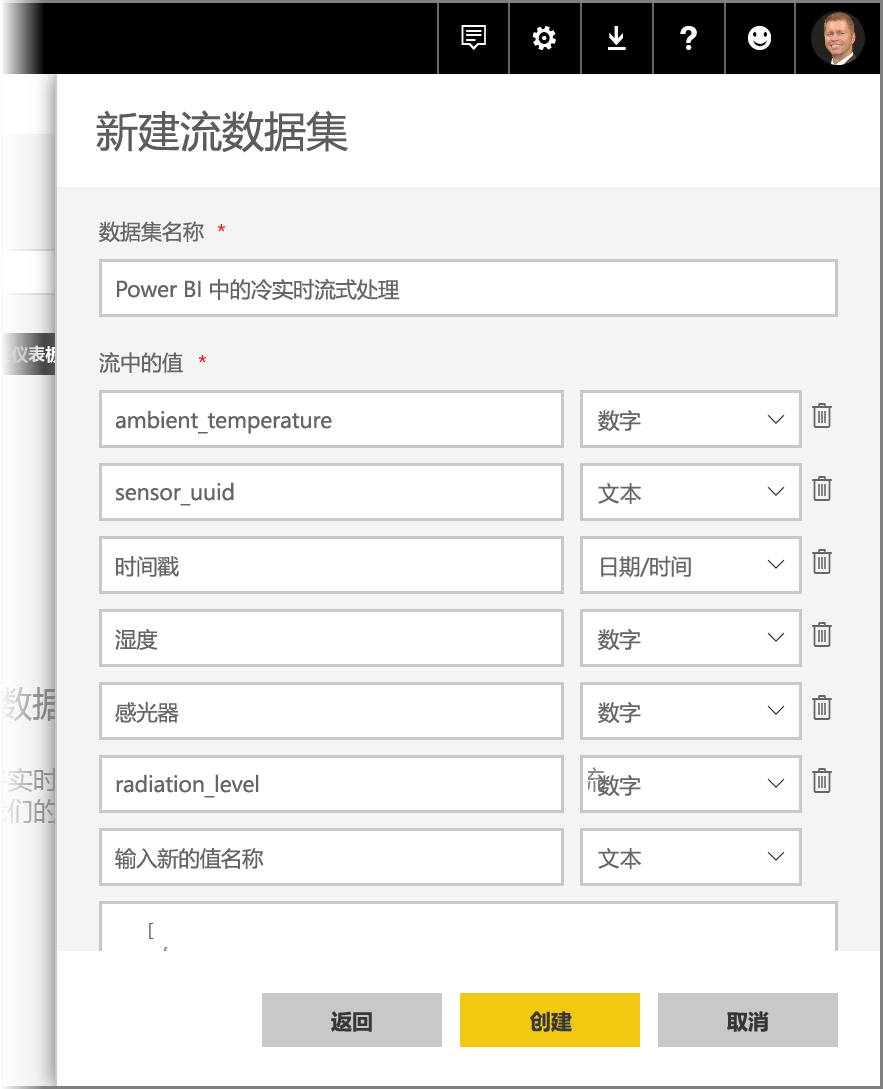 新建流数据集
数据集名称 *
Power BI 中的冷实时流式处理
流中的值 *
仪表板
ambient_temperature 数字
sensor_uuid 文本
时间戳 日期/时间
湿度 数字
感光器 数字
数据
radiation_level 流 数字
实时
们的
输入新的值名称 文本
[
返回 创建 取消